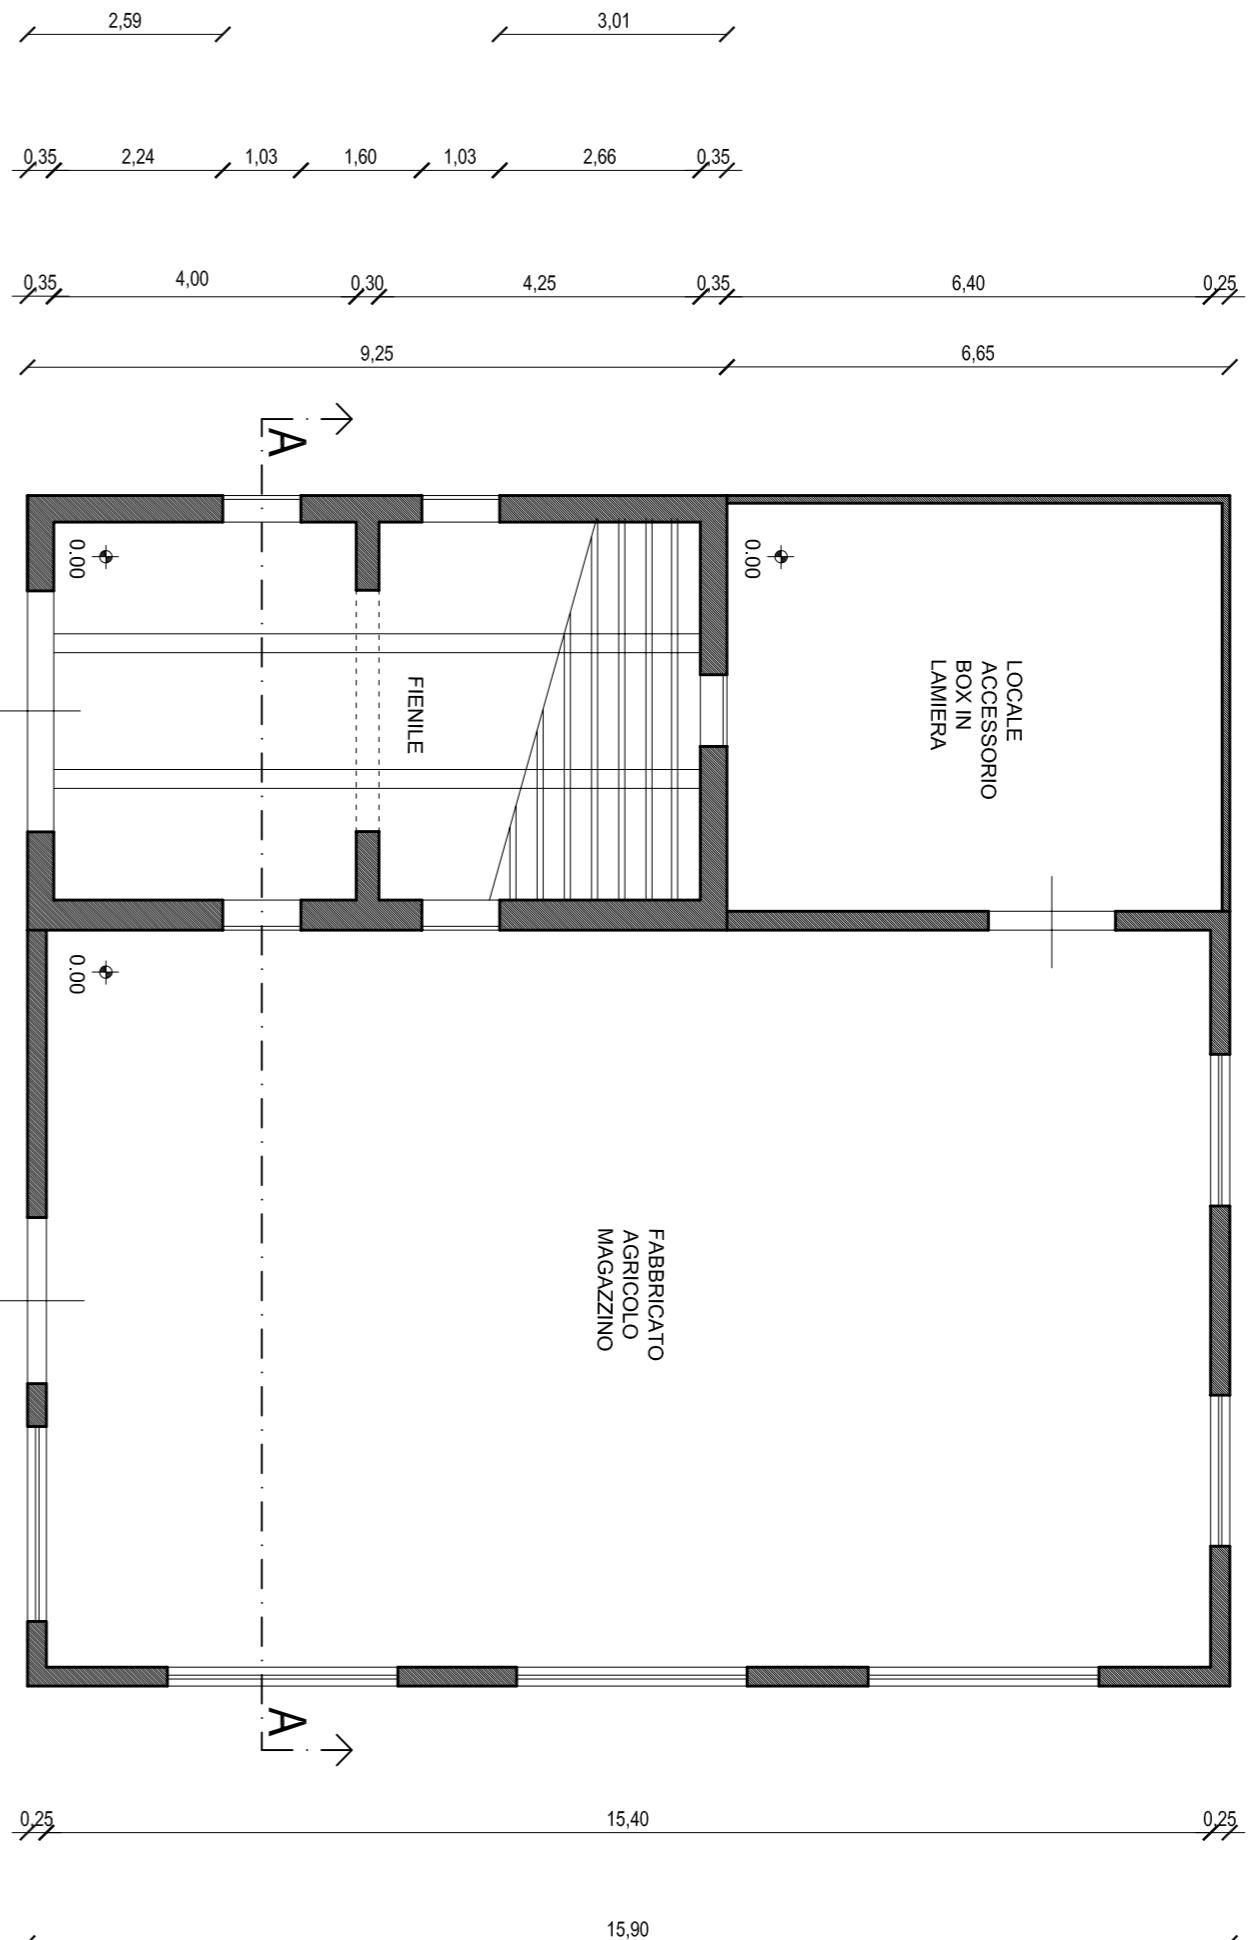 2,59
3,01
0,35
2,24
1,03
1,60
1,03
2,66
0,35
0,35
4,00
0,30
4,25
0,35
6,40
0,25
9,25
6,65
A
0.00
0.00
LOCALE
ACCESSORIO
BOX IN
LAMIERA
FIENILE
0.00
FABBRICATO
AGRICOLO
MAGAZZINO
A
0,25
15,40
0,25
15,90